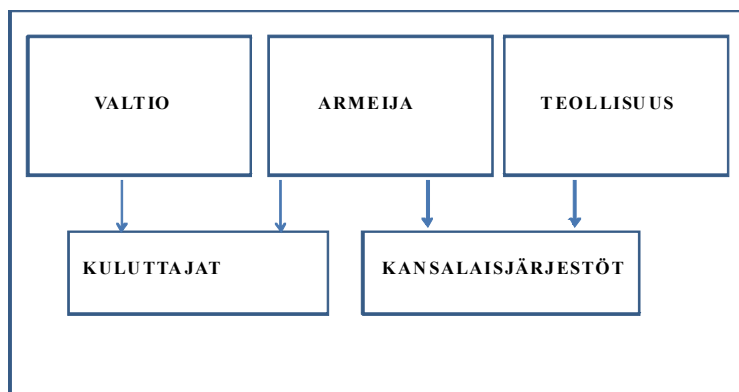 VALTIO
ARMEIJA
TEOLLISUUS
KULUTTAJAT
KANSALAISJÄRJESTÖT